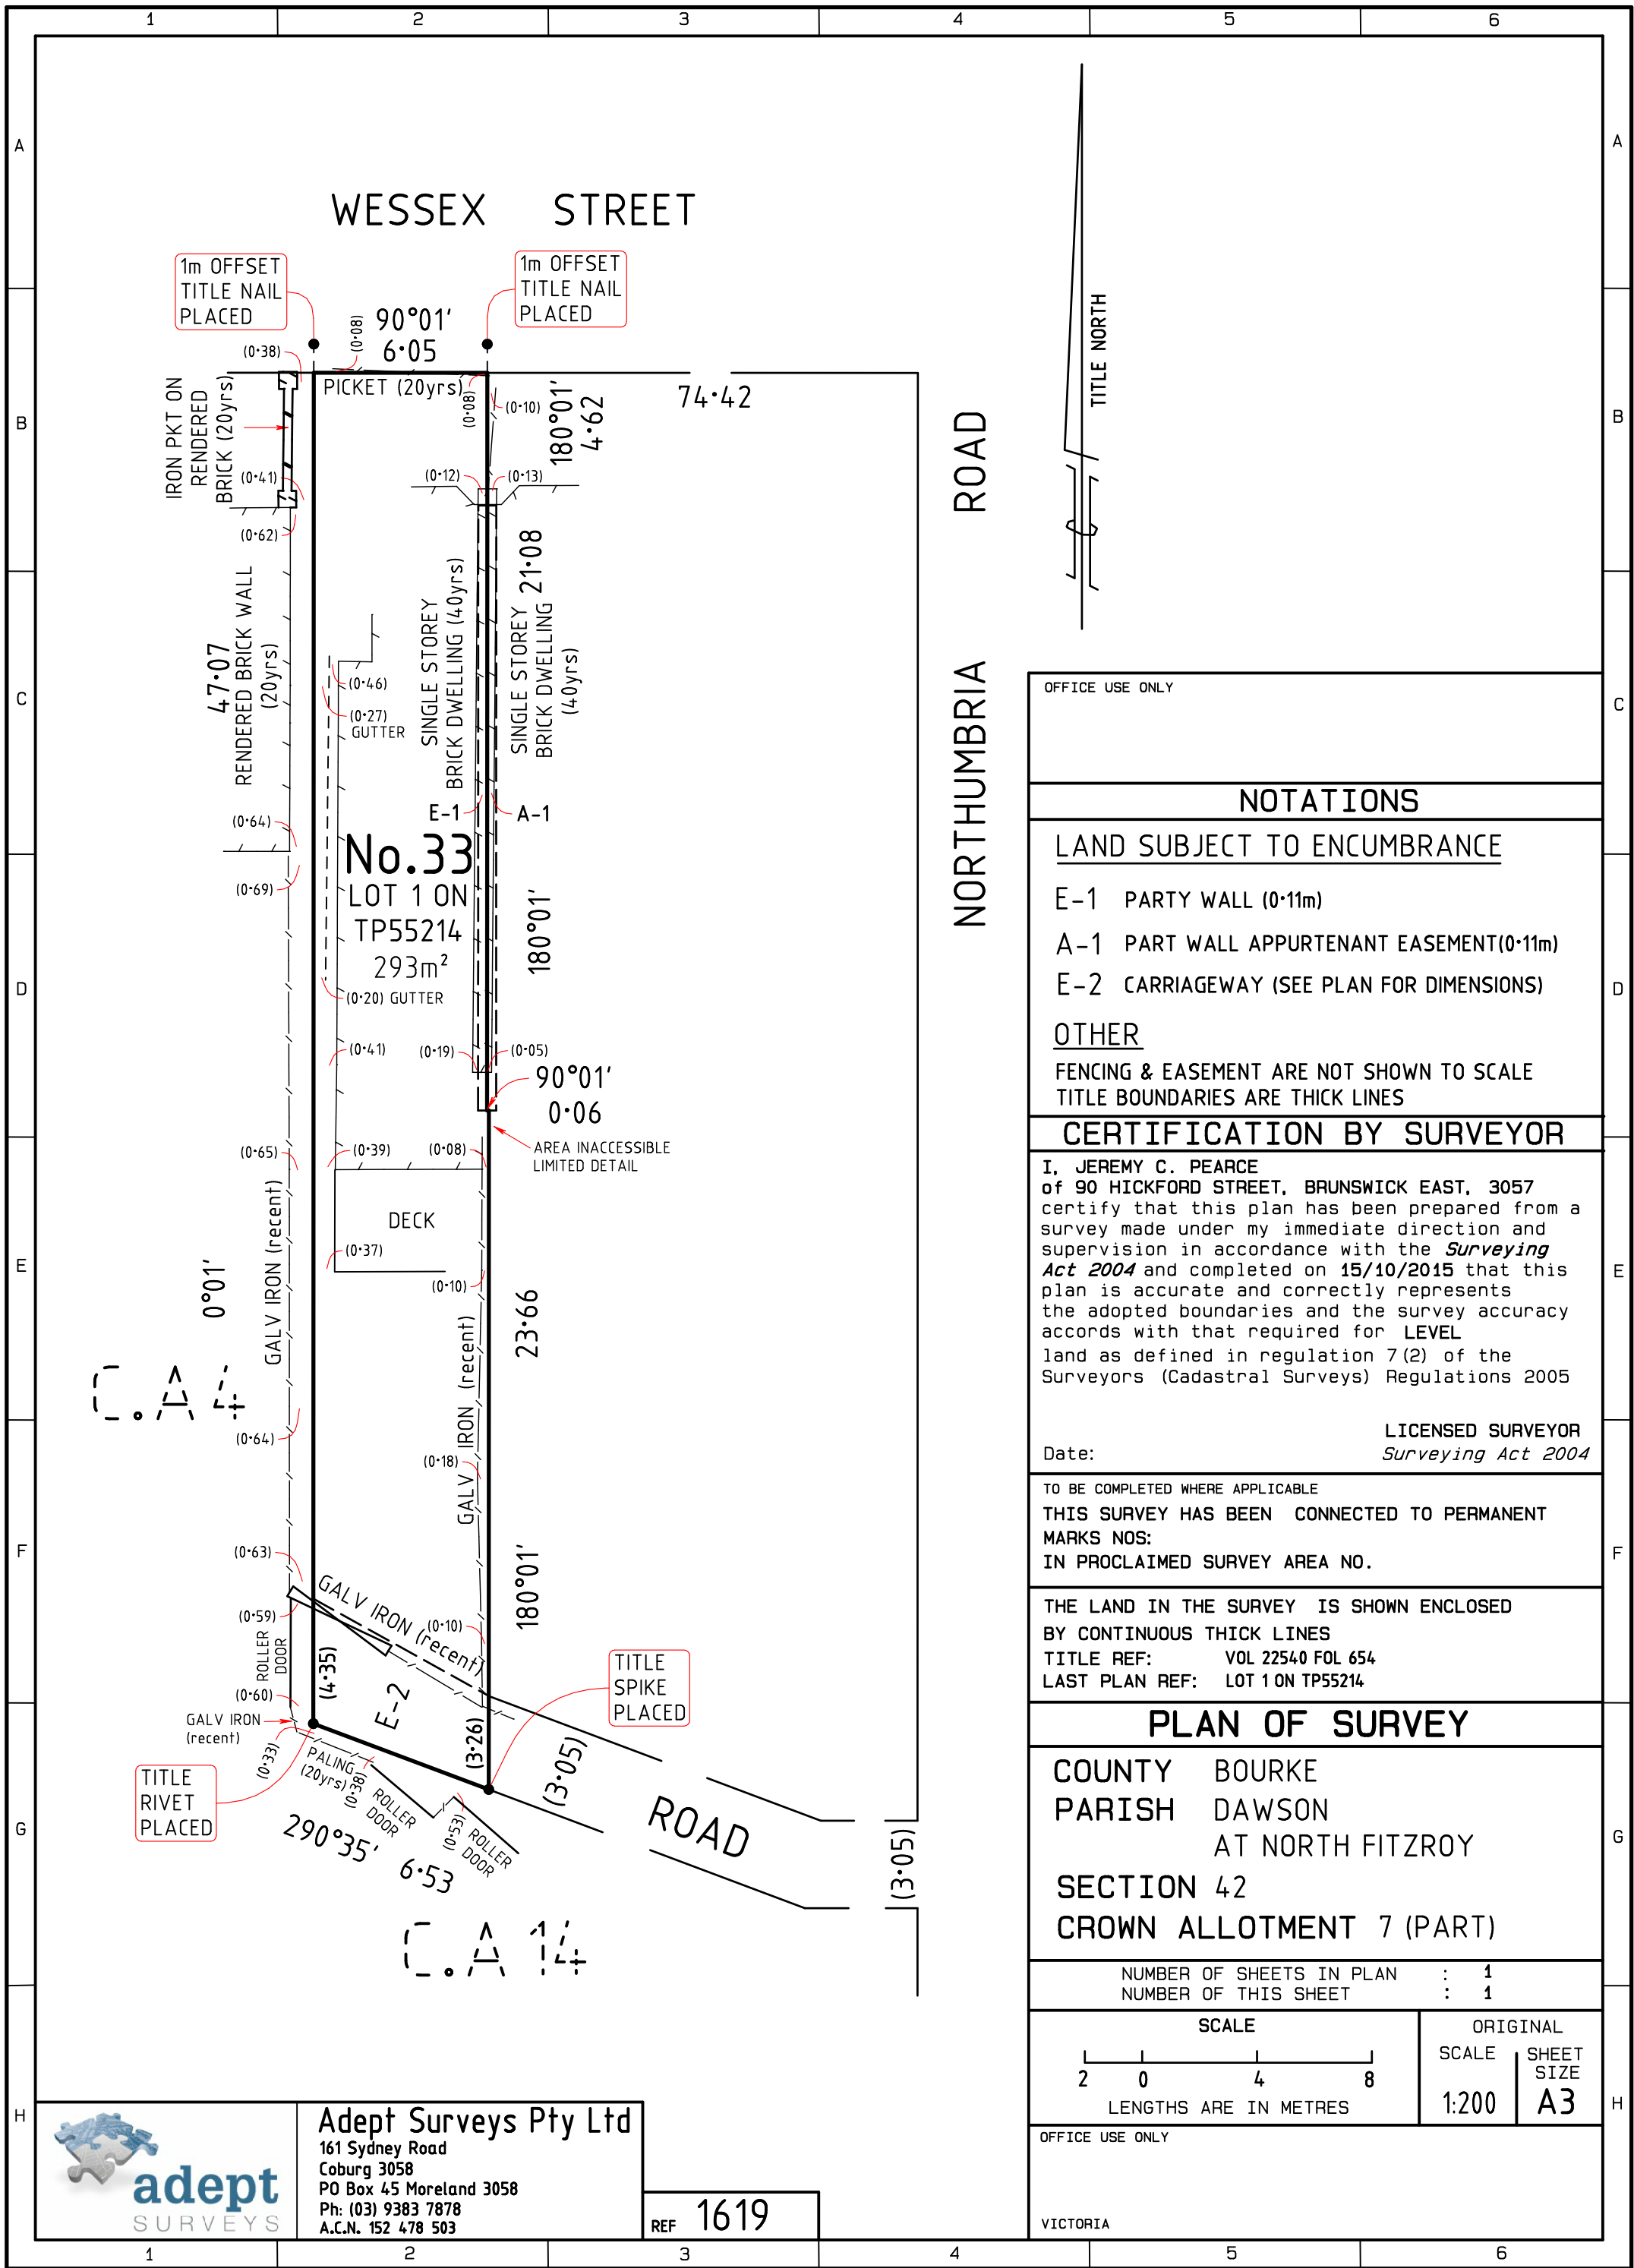 1 2 3 4 5 6
A A
B B
C C
D D
E E
F F
G G
H H
WESSEX STREET
1m OFFSET
TITLE NAIL
PLACED
1m OFFSET
TITLE NAIL
PLACED
(0·08)
90°01'
6·05
(0·38)
PICKET (20yrs)
(0·08)
(0·10)
180°01'
4·62
74·42
IRON PKT ON
RENDERED
BRICK (20yrs)
(0·41)
(0·12)
(0·13)
(0·62)
NORTHUMBRIA ROAD
TITLE NORTH
47·07
RENDERED BRICK WALL
(20yrs)
SINGLE STOREY
BRICK DWELLING (40yrs)
21·08
SINGLE STOREY
BRICK DWELLING
(40yrs)
(0·46)
(0·27)
GUTTER
E-1
A-1
(0·64)
No.33
LOT 1 ON
TP55214
293m²
(0·69)
180°01'
(0·20) GUTTER
(0·41)
(0·19)
(0·05)
90°01'
0·06
AREA INACCESSIBLE
LIMITED DETAIL
(0·65)
(0·39)
(0·08)
DECK
(0·37)
(0·10)
0°01'
GALV IRON (recent)
23·66
GALV IRON (recent)
C.A 4
(0·64)
(0·18)
(0·63)
180°01'
GALV IRON (recent)
(0·59)
(0·10)
ROLLER
DOOR
(4·35)
(0·60)
E-2
TITLE
SPIKE
PLACED
GALV IRON
(recent)
(0·33)
PALING
(20yrs)
(0·38)
(3·26)
(3·05)
TITLE
RIVET
PLACED
ROLLER
DOOR
(0·53)
ROLLER
DOOR
290°35' 6·53
ROAD
(3·05)
C.A 14
OFFICE USE ONLY
NOTATIONS
LAND SUBJECT TO ENCUMBRANCE
E-1 PARTY WALL (0·11m)
A-1 PART WALL APPURTENANT EASEMENT(0·11m)
E-2 CARRIAGEWAY (SEE PLAN FOR DIMENSIONS)
OTHER
FENCING & EASEMENT ARE NOT SHOWN TO SCALE
TITLE BOUNDARIES ARE THICK LINES
CERTIFICATION BY SURVEYOR
I, JEREMY C. PEARCE
of 90 HICKFORD STREET, BRUNSWICK EAST, 3057
certify that this plan has been prepared from a
survey made under my immediate direction and
supervision in accordance with the Surveying
Act 2004 and completed on 15/10/2015 that this
plan is accurate and correctly represents
the adopted boundaries and the survey accuracy
accords with that required for LEVEL
land as defined in regulation 7(2) of the
Surveyors (Cadastral Surveys) Regulations 2005
LICENSED SURVEYOR
Date: Surveying Act 2004
TO BE COMPLETED WHERE APPLICABLE
THIS SURVEY HAS BEEN CONNECTED TO PERMANENT
MARKS NOS:
IN PROCLAIMED SURVEY AREA NO.
THE LAND IN THE SURVEY IS SHOWN ENCLOSED
BY CONTINUOUS THICK LINES
TITLE REF: VOL 22540 FOL 654
LAST PLAN REF: LOT 1 ON TP55214
PLAN OF SURVEY
COUNTY BOURKE
PARISH DAWSON
AT NORTH FITZROY
SECTION 42
CROWN ALLOTMENT 7 (PART)
NUMBER OF SHEETS IN PLAN : 1
NUMBER OF THIS SHEET : 1
SCALE
2 0 4 8
LENGTHS ARE IN METRES
ORIGINAL
SCALE
1:200
SHEET
SIZE
A3
OFFICE USE ONLY
VICTORIA
adept
SURVEYS
Adept Surveys Pty Ltd
161 Sydney Road
Coburg 3058
PO Box 45 Moreland 3058
Ph: (03) 9383 7878
A.C.N. 152 478 503
REF 1619
1 2 3 4 5 6